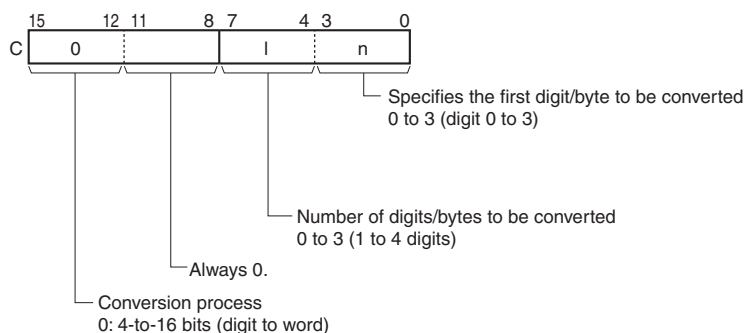 15 12 11 8 7 4 3 0
C 0 l n
Specifies the first digit/byte to be converted
0 to 3 (digit 0 to 3)
Number of digits/bytes to be converted
0 to 3 (1 to 4 digits)
Always 0.
Conversion process
0: 4-to-16 bits (digit to word)